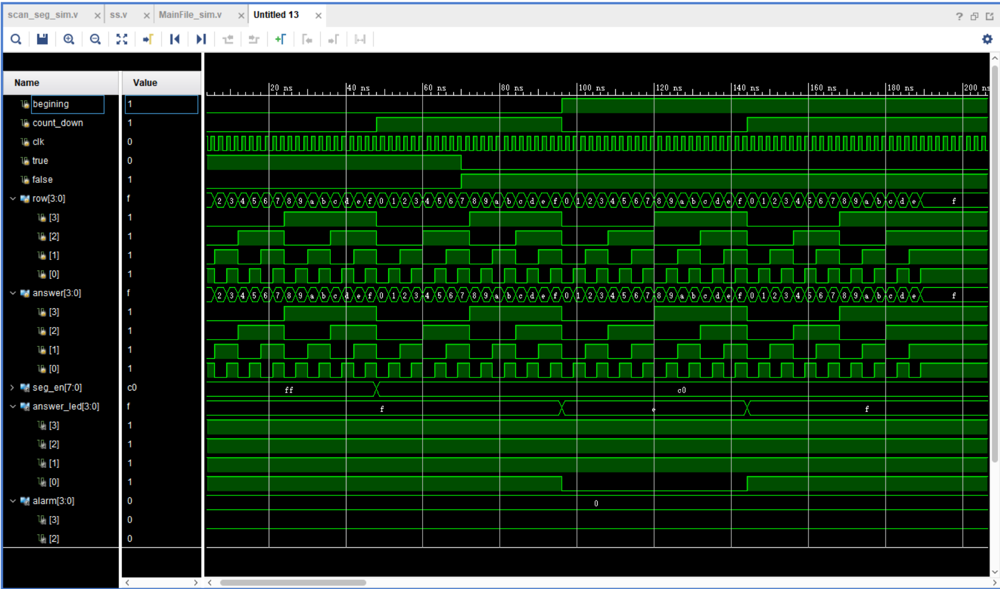 scan_seg_sim.v × ss.v × MainFile_sim.v × Untitled 13 ×
?
Name Value
20 ns 40 ns 60 ns 80 ns 100 ns 120 ns 140 ns 160 ns 180 ns 200 ns
begining 1
count_down 1
clk 0
true 0
false 1
row[3:0] f 2 3 4 5 6 7 8 9 a b c d e f 0 1 2 3 4 5 6 7 8 9 a b c d e f 0 1 2 3 4 5 6 7 8 9 a b c d e f 0 1 2 3 4 5 6 7 8 9 a b c d e f
[3] 1
[2] 1
[1] 1
[0] 1
answer[3:0] f 2 3 4 5 6 7 8 9 a b c d e f 0 1 2 3 4 5 6 7 8 9 a b c d e f 0 1 2 3 4 5 6 7 8 9 a b c d e f 0 1 2 3 4 5 6 7 8 9 a b c d e f
[3] 1
[2] 1
[1] 1
[0] 1
seg_en[7:0] c0 ff c0
answer_led[3:0] f f e f
[3] 1
[2] 1
[1] 1
[0] 1
alarm[3:0] 0 0
[3] 0
[2] 0